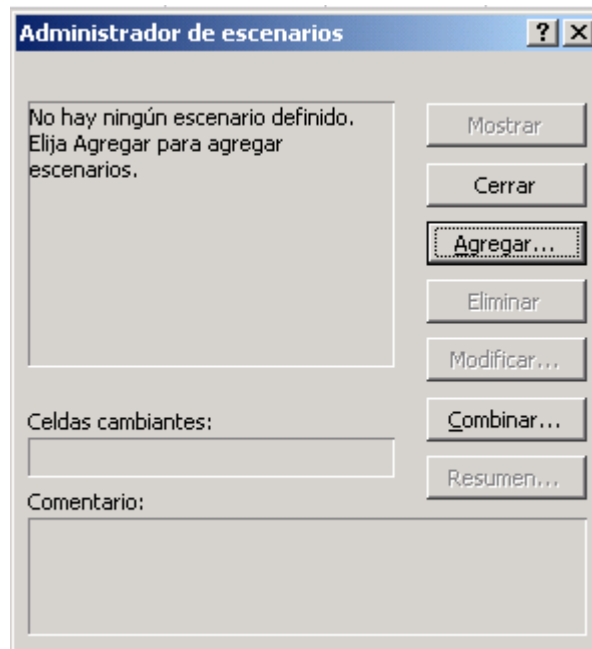 Administrador de escenarios
No hay ningún escenario definido.
Elija Agregar para agregar
escenarios.
Mostrar
Cerrar
Agregar...
Eliminar
Modificar...
Celdas cambiantes:
Combinar...
Resumen...
Comentario: